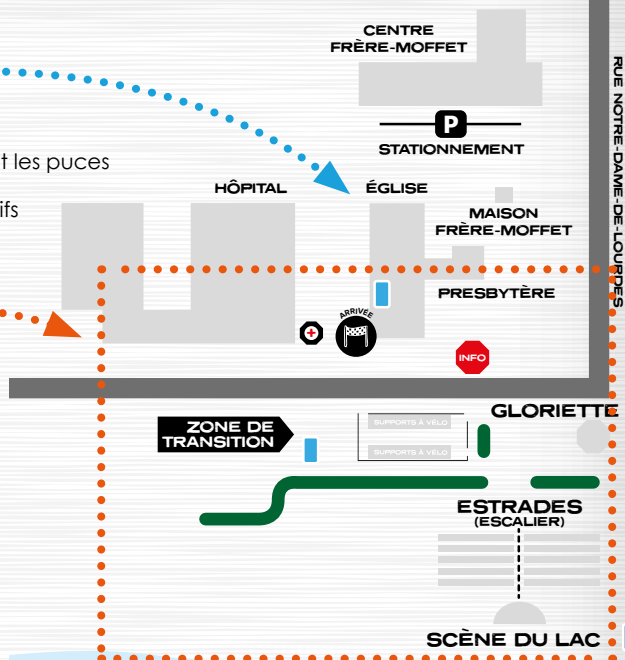 CENTRE
FRÈRE-MOFFET
RUE NOTRE-DAME-DE-LOURDES
P
STATIONNEMENT
t les puces
ifs
HÔPITAL
ÉGLISE
MAISON
FRÈRE-MOFFET
PRESBYTÈRE
ARRIVÉE
INFO
GLORIETTE
ZONE DE
TRANSITION
SUPPORTS À VÉLO
SUPPORTS À VÉLO
ESTRADES
(ESCALIER)
SCÈNE DU LAC